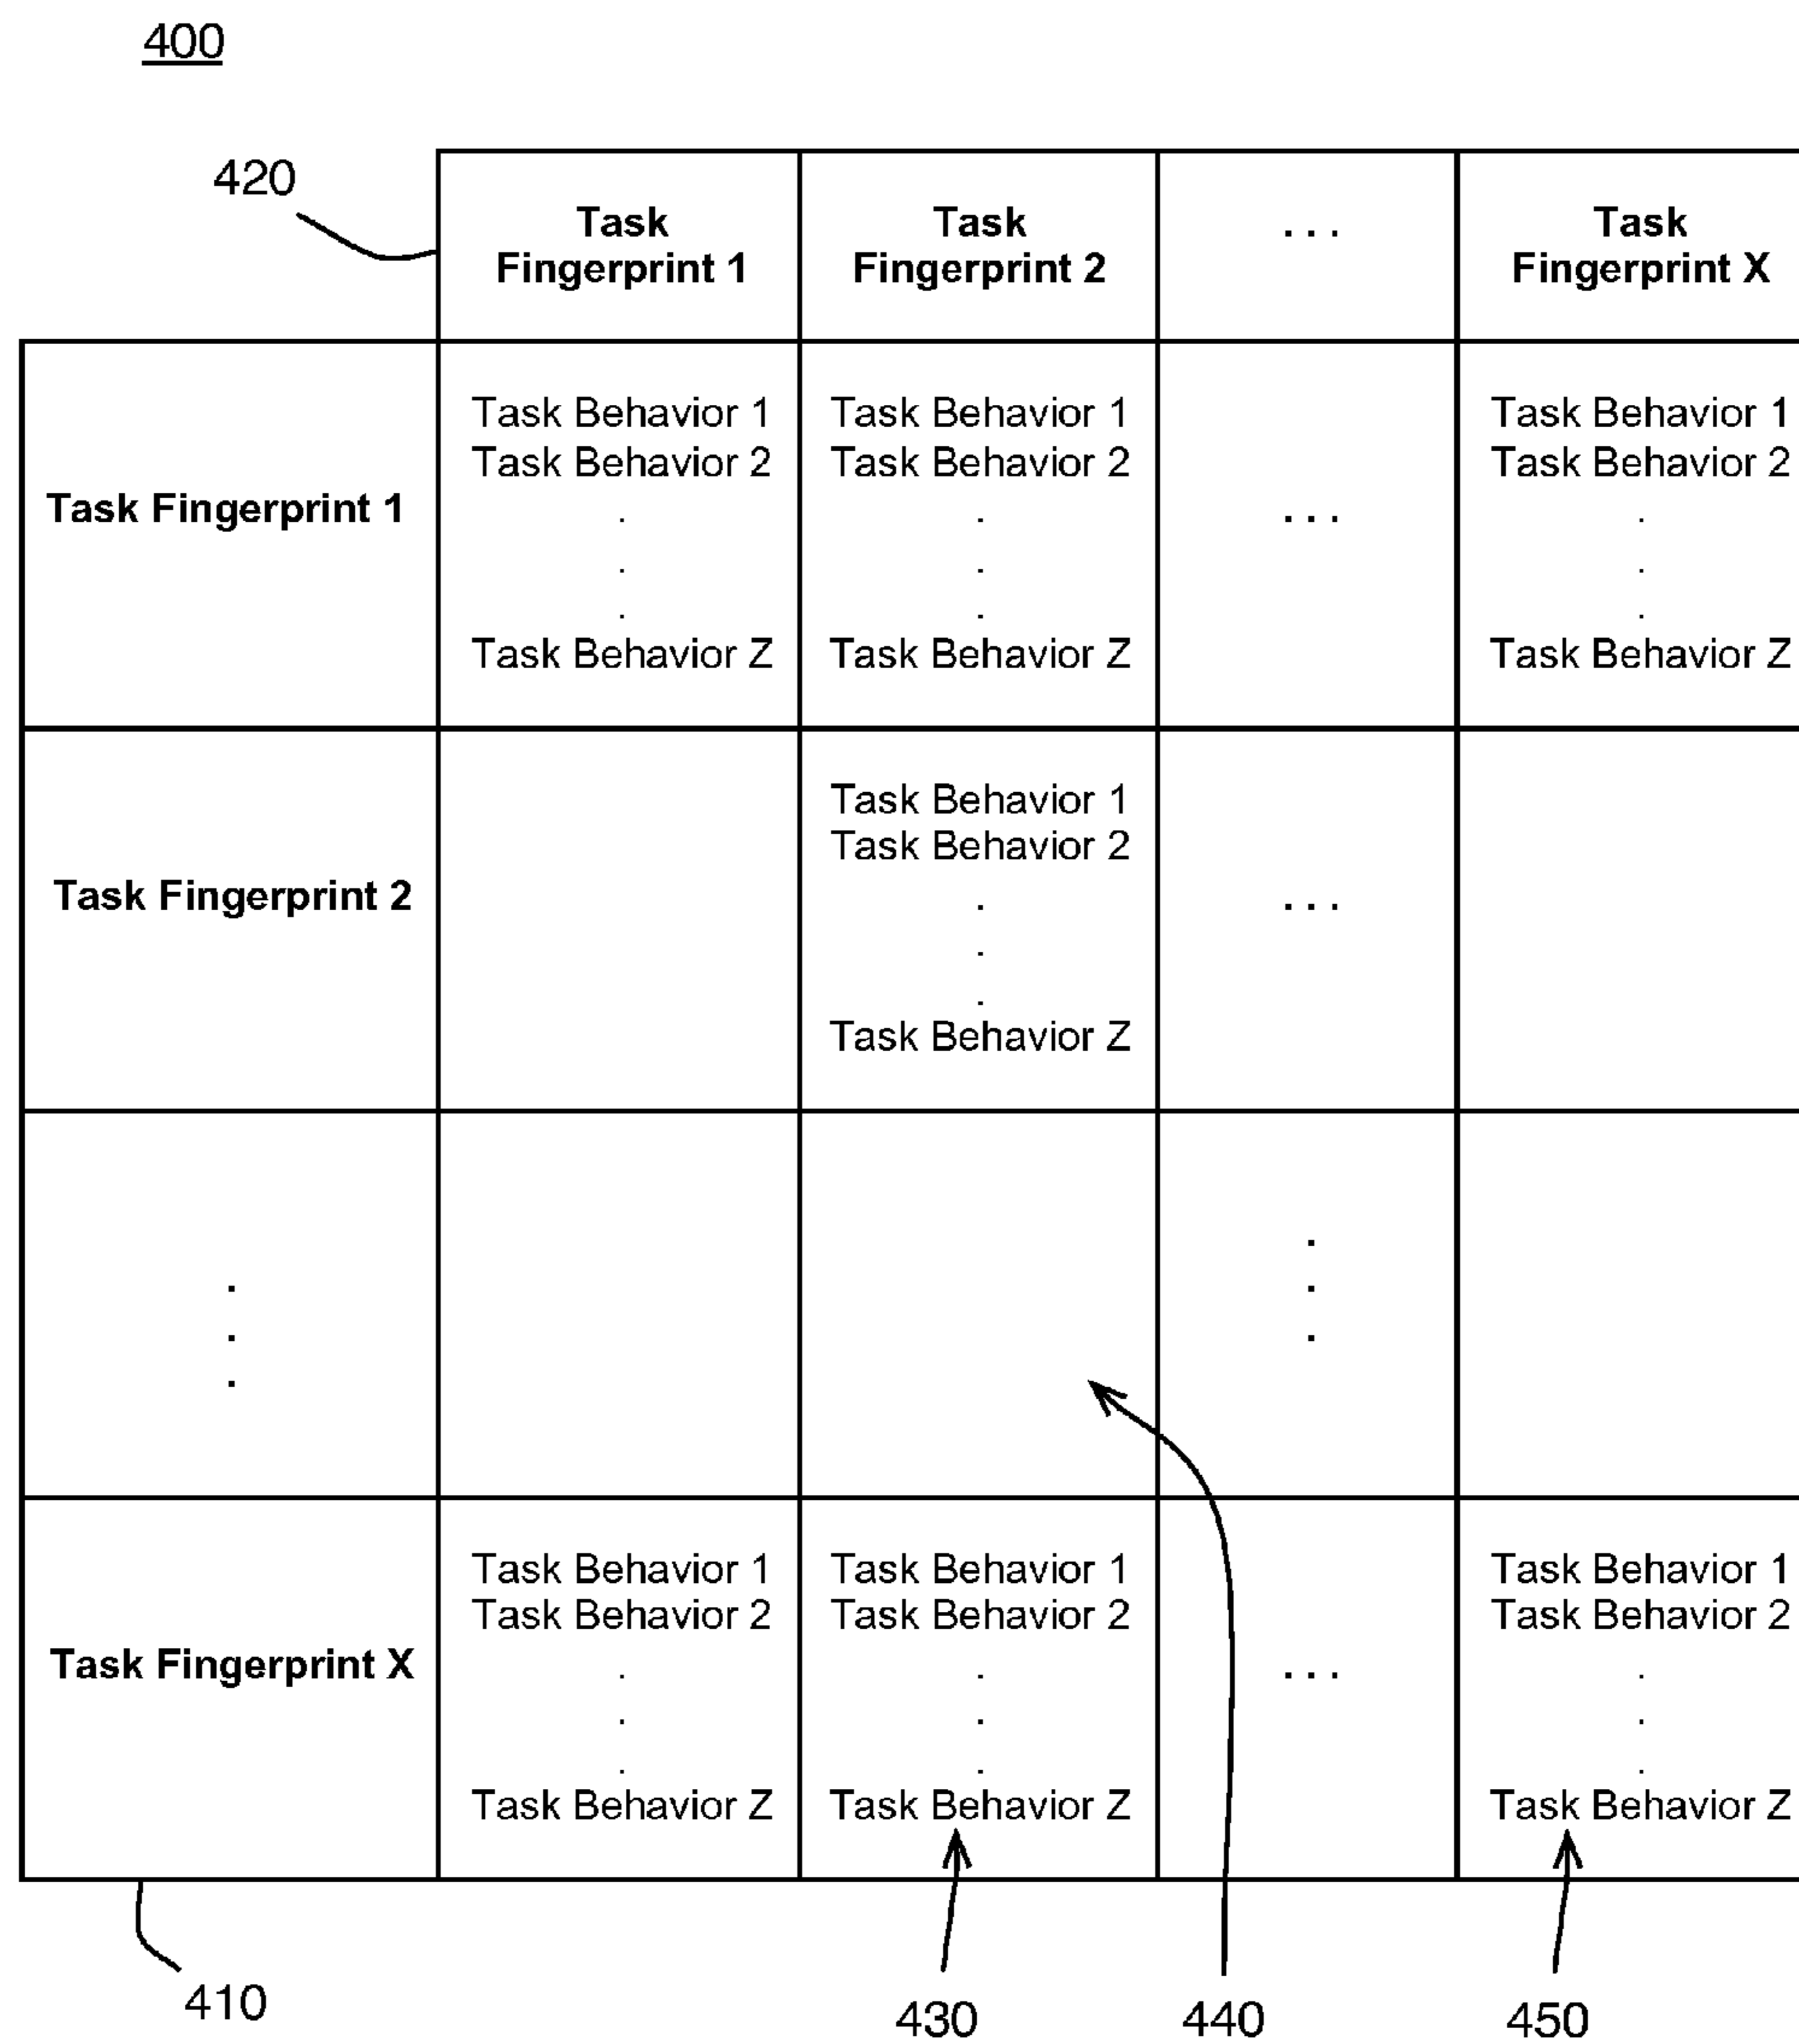 400
420
Task Fingerprint 1
Task Fingerprint 2
. . .
Task Fingerprint X
Task Fingerprint 1
Task Behavior 1
Task Behavior 2
.
.
.
Task Behavior Z
Task Behavior 1
Task Behavior 2
.
.
.
Task Behavior Z
. . .
Task Behavior 1
Task Behavior 2
.
.
.
Task Behavior Z
Task Fingerprint 2
Task Behavior 1
Task Behavior 2
.
.
.
Task Behavior Z
. . .
.
.
.
.
.
.
Task Fingerprint X
Task Behavior 1
Task Behavior 2
.
.
.
Task Behavior Z
Task Behavior 1
Task Behavior 2
.
.
.
Task Behavior Z
. . .
Task Behavior 1
Task Behavior 2
.
.
.
Task Behavior Z
410
430
440
450